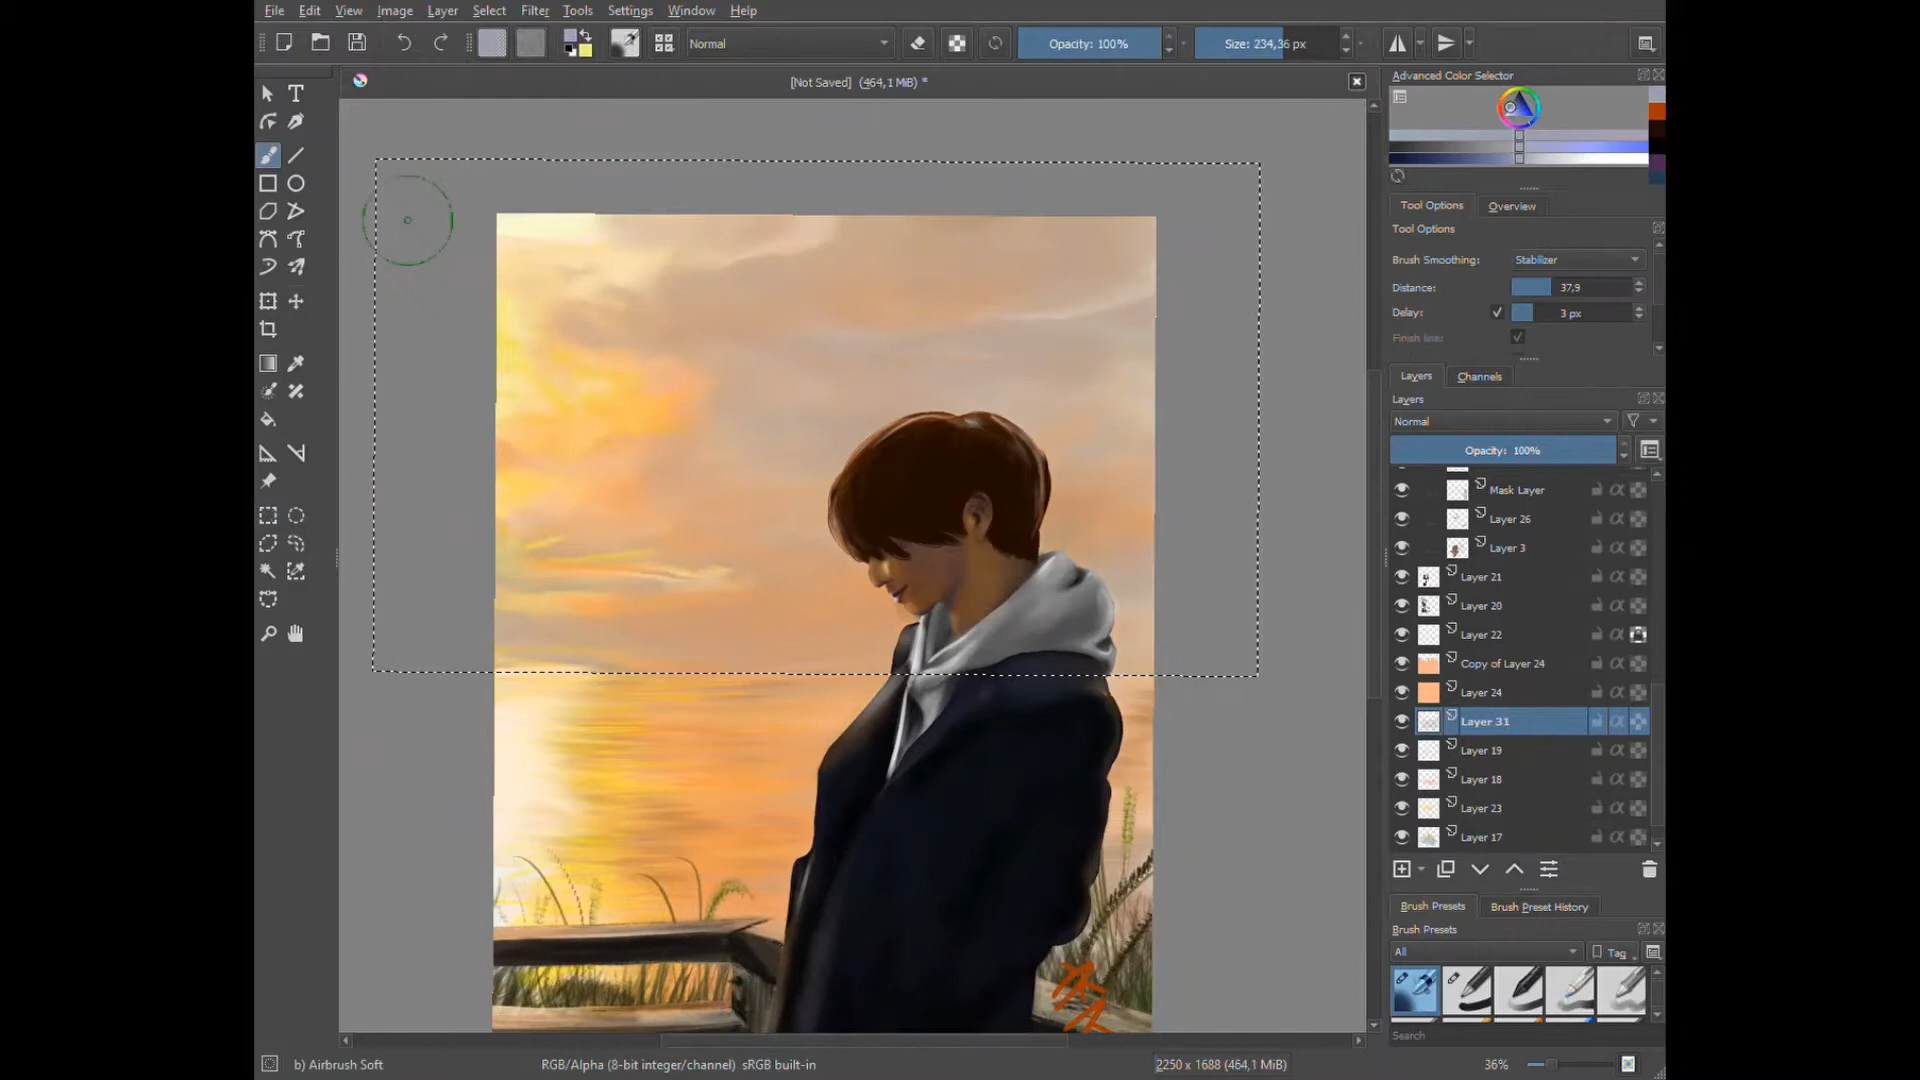 File Edit View Image Layer Select Filter Tools Settings Window Help
Normal
Opacity: 100%
Size: 234,36 px
[Not Saved] (464,1 MiB) *
Advanced Color Selector
Tool Options
Overview
Tool Options
Brush Smoothing: Stabilizer
Distance: 37,9
Delay: 3 px
Finish line:
Layers
Channels
Layers
Normal
Opacity: 100%
Mask Layer
Layer 26
Layer 3
Layer 21
Layer 20
Layer 22
Copy of Layer 24
Layer 24
Layer 31
Layer 19
Layer 18
Layer 23
Layer 17
Brush Presets
Brush Preset History
Brush Presets
All
Tag
Search
b) Airbrush Soft
RGB/Alpha (8-bit integer/channel) sRGB built-in
2250 x 1688 (464,1 MiB)
36%